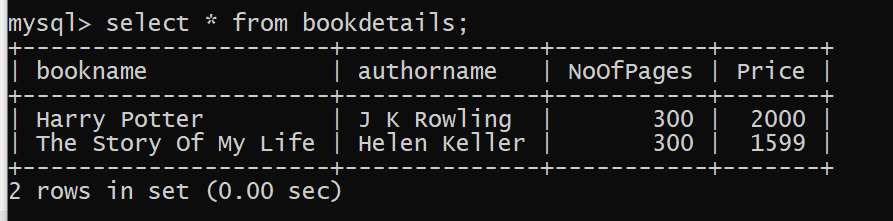 mysql> select * from bookdetails;
+----------------------+--------------+-----------+-------+
| bookname             | authorname   | NoOfPages | Price |
+----------------------+--------------+-----------+-------+
| Harry Potter         | J K Rowling  |       300 |  2000 |
| The Story Of My Life | Helen Keller |       300 |  1599 |
+----------------------+--------------+-----------+-------+
2 rows in set (0.00 sec)